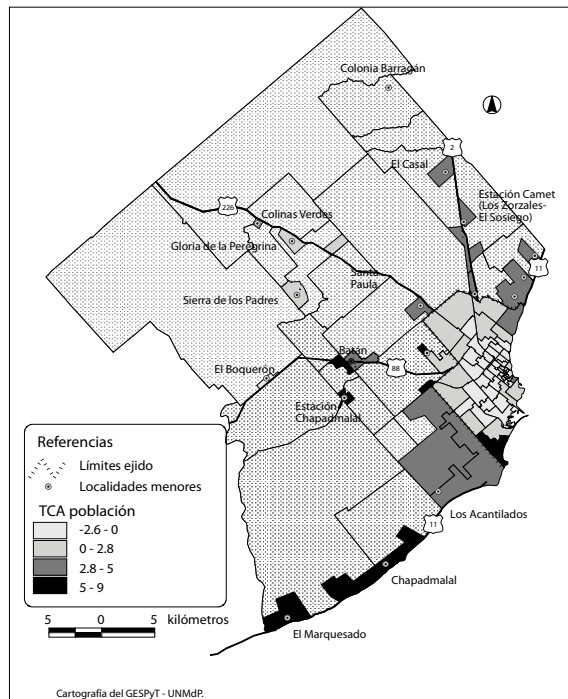 Colonia Barragán
2
El Casal
Estación Camet
(Los Zorzales-
El Sosiego)
226
Colinas Verdes
Gloria de la Peregrina
11
Santa
Paula
Sierra de los Padres
Batán
88
El Boquerón
Estación
Chapadmalal
Referencias
Límites ejido
Localidades menores
TCA población
-2.6 - 0
0 - 2.8
2.8 - 5
5 - 9
Los Acantilados
11
Chapadmalal
5
0
5
kilómetros
El Marquesado
Cartografía del GESPyT - UNMdP.